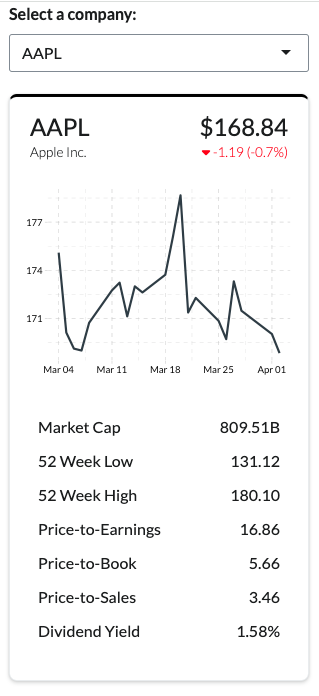 Select a company:
AAPL
AAPL $168.84
Apple Inc. -1.19 (-0.7%)
177
174
171
Mar 04 Mar 11 Mar 18 Mar 25 Apr 01
Market Cap 809.51B
52 Week Low 131.12
52 Week High 180.10
Price-to-Earnings 16.86
Price-to-Book 5.66
Price-to-Sales 3.46
Dividend Yield 1.58%